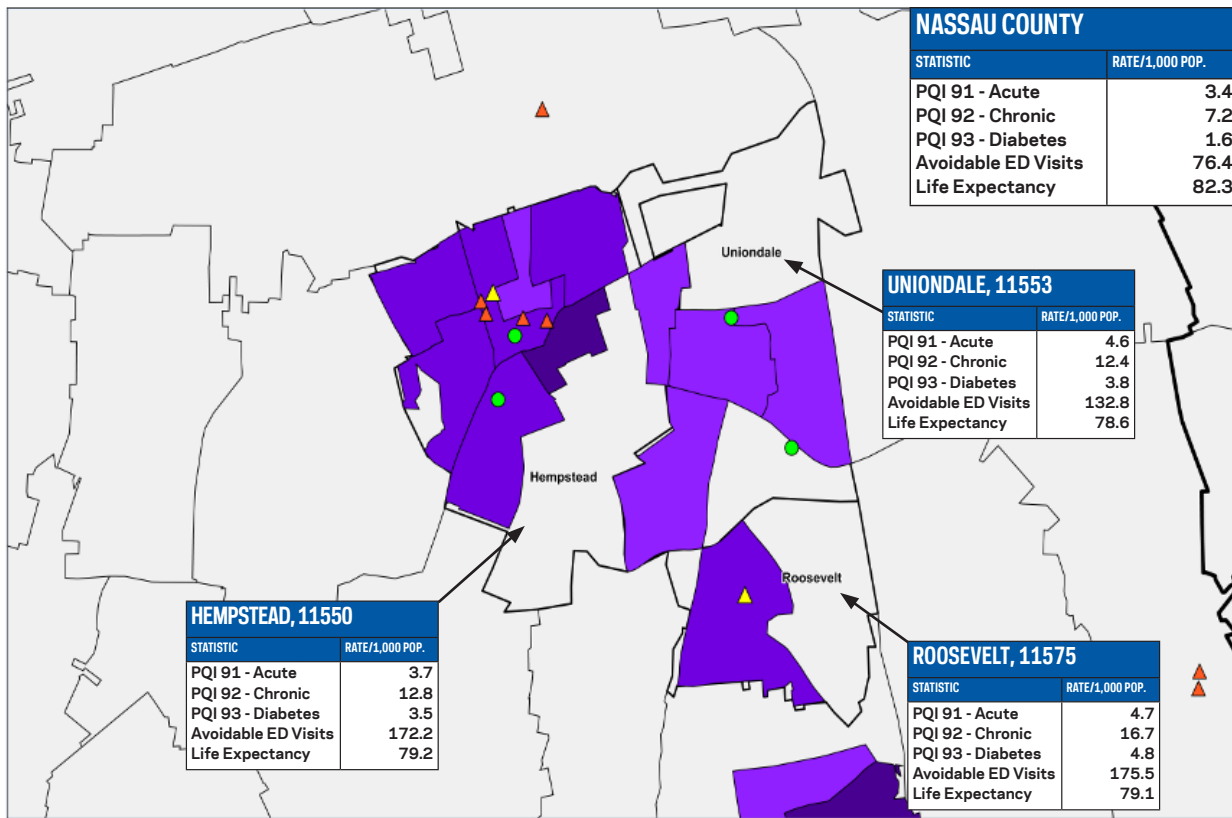 NASSAU COUNTY
STATISTIC RATE/1,000 POP.
PQI 91 - Acute 3.4
PQI 92 - Chronic 7.2
PQI 93 - Diabetes 1.6
Avoidable ED Visits 76.4
Life Expectancy 82.3
Uniondale
UNIONDALE, 11553
STATISTIC RATE/1,000 POP.
PQI 91 - Acute 4.6
PQI 92 - Chronic 12.4
PQI 93 - Diabetes 3.8
Avoidable ED Visits 132.8
Life Expectancy 78.6
Hempstead
Roosevelt
HEMPSTEAD, 11550
STATISTIC RATE/1,000 POP.
PQI 91 - Acute 3.7
PQI 92 - Chronic 12.8
PQI 93 - Diabetes 3.5
Avoidable ED Visits 172.2
Life Expectancy 79.2
ROOSEVELT, 11575
STATISTIC RATE/1,000 POP.
PQI 91 - Acute 4.7
PQI 92 - Chronic 16.7
PQI 93 - Diabetes 4.8
Avoidable ED Visits 175.5
Life Expectancy 79.1